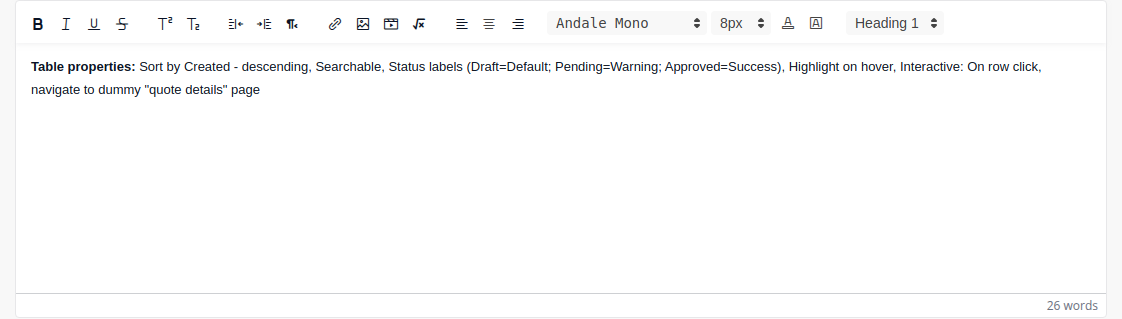 B I U S T² T₂ Andale Mono 8px A A Heading 1
Table properties: Sort by Created - descending, Searchable, Status labels (Draft=Default; Pending=Warning; Approved=Success), Highlight on hover, Interactive: On row click,
navigate to dummy "quote details" page
26 words